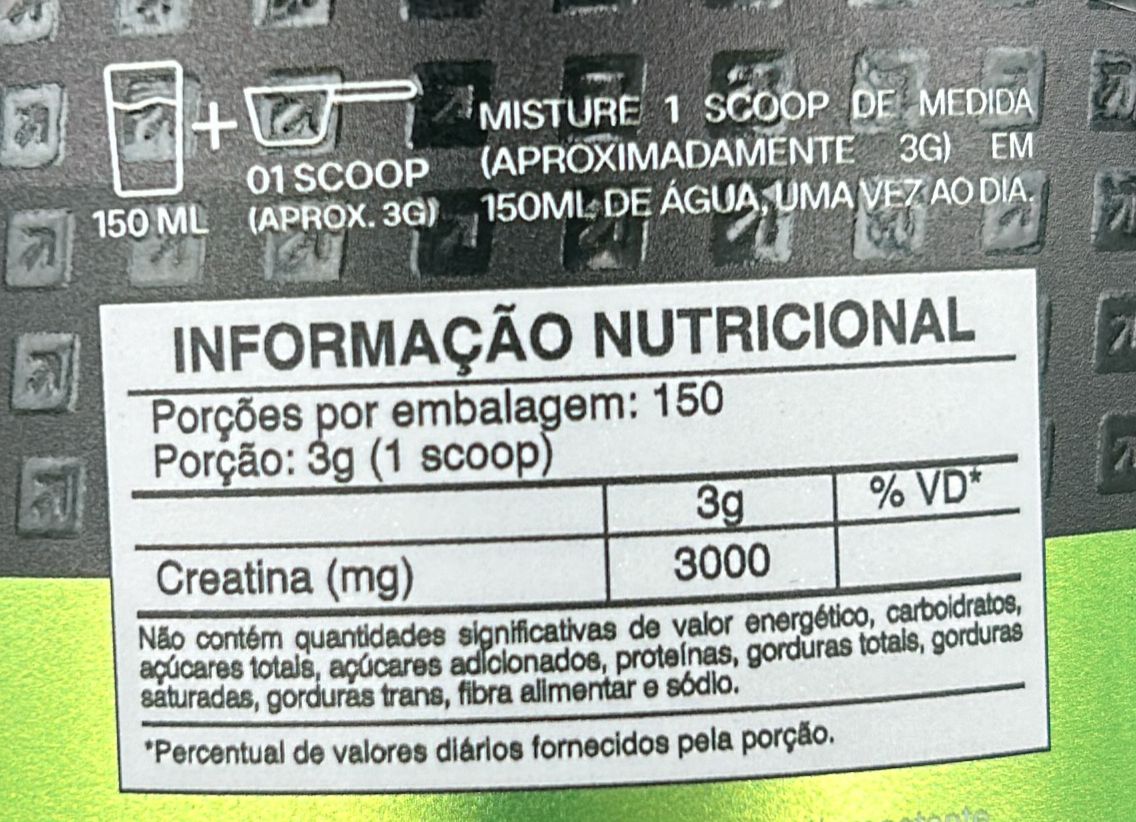 150 ML
+
01 SCOOP
(APROX. 3G)
MISTURE 1 SCOOP DE MEDIDA
(APROXIMADAMENTE 3G) EM
150ML DE ÁGUA, UMA VEZ AO DIA.
INFORMAÇÃO NUTRICIONAL
Porções por embalagem: 150
Porção: 3g (1 scoop)
3g % VD*
Creatina (mg) 3000
Não contém quantidades significativas de valor energético, carboidratos,
açúcares totais, açúcares adicionados, proteínas, gorduras totais, gorduras
saturadas, gorduras trans, fibra alimentar e sódio.
*Percentual de valores diários fornecidos pela porção.